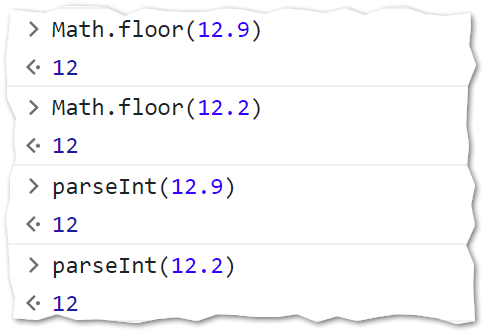 > Math.floor(12.9)
< 12
> Math.floor(12.2)
< 12
> parseInt(12.9)
< 12
> parseInt(12.2)
< 12